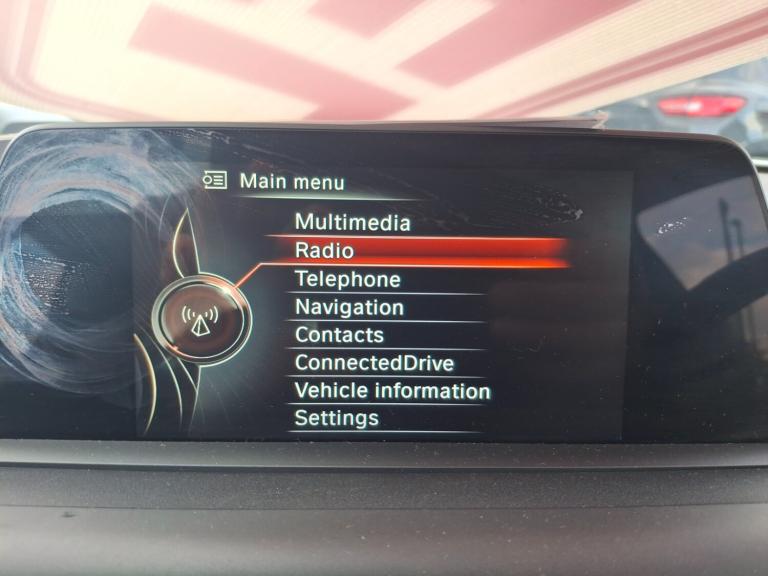 Main menu
Multimedia
Radio
Telephone
Navigation
Contacts
ConnectedDrive
Vehicle information
Settings